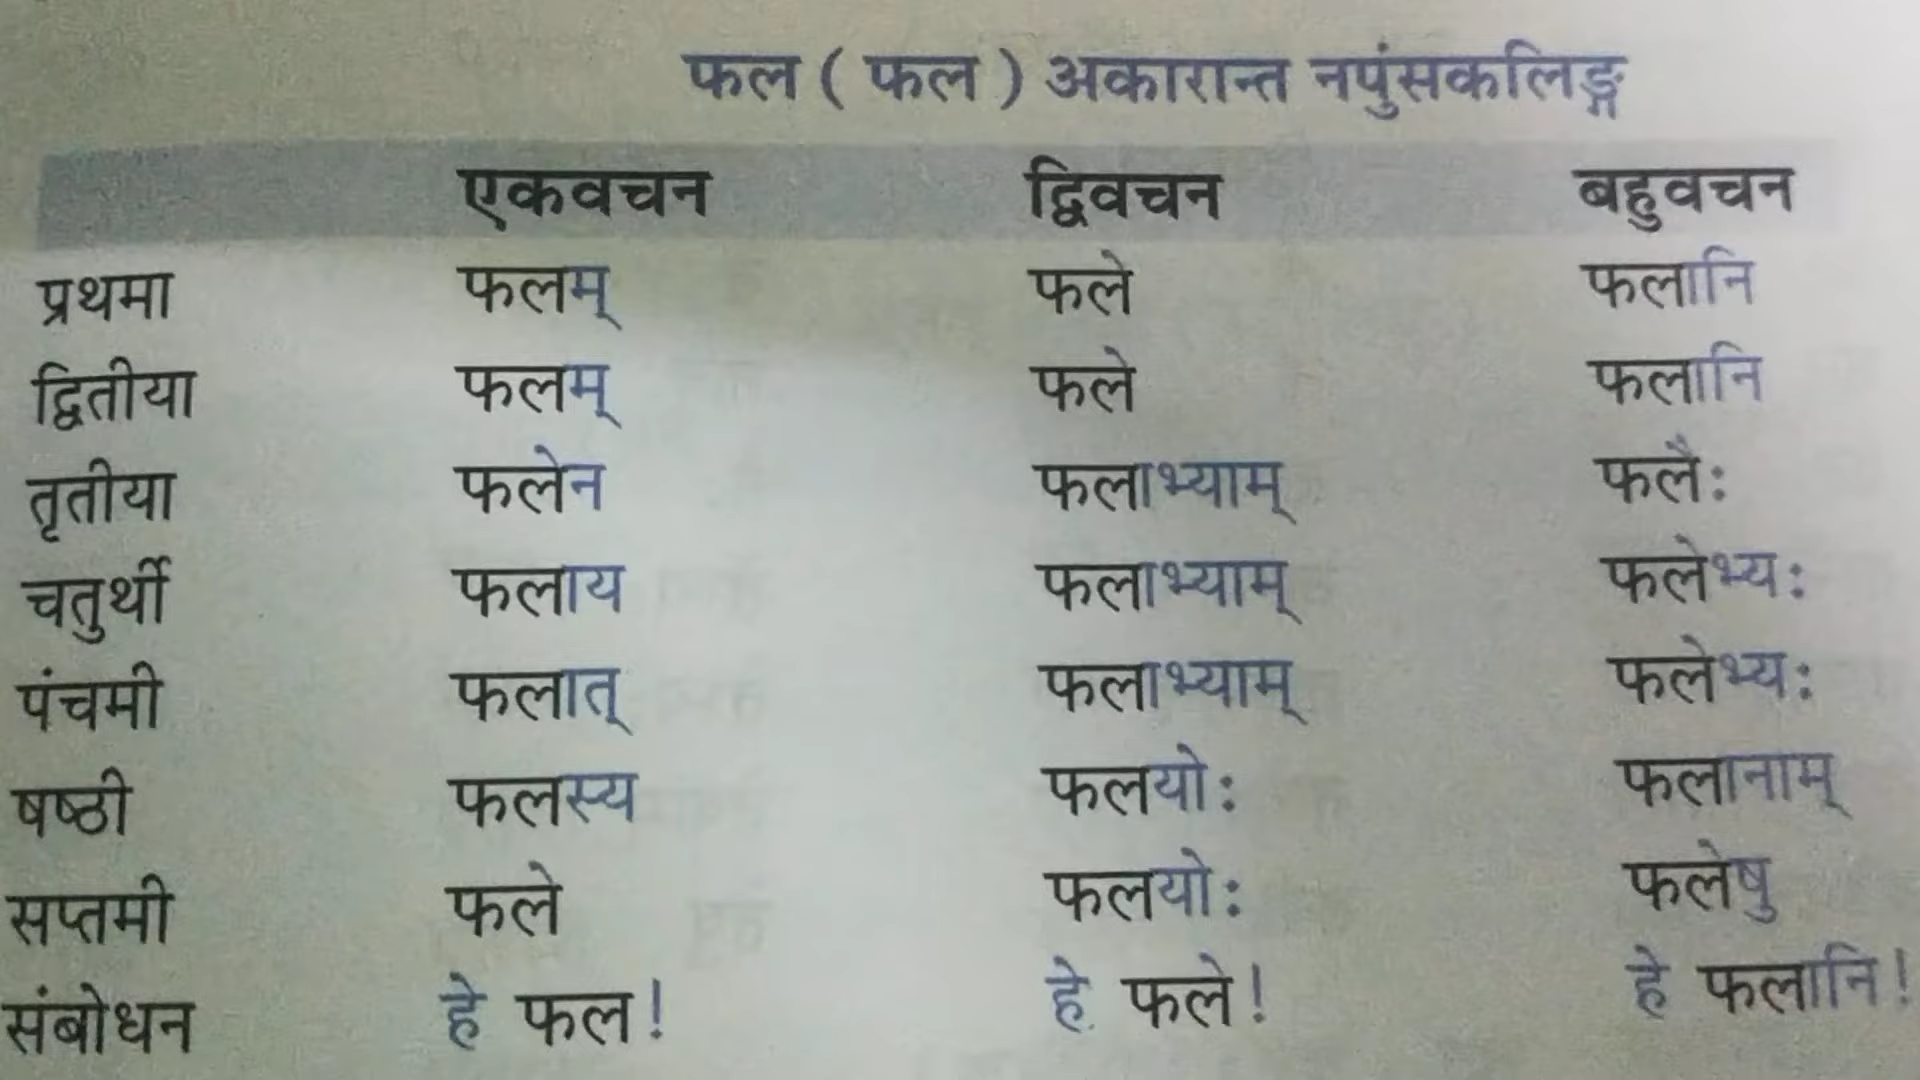 फल ( फल ) अकारान्त नपुंसकलिङ्ग
एकवचन द्विवचन बहुवचन
प्रथमा फलम् फले फलानि
द्वितीया फलम् फले फलानि
तृतीया फलेन फलाभ्याम् फलैः
चतुर्थी फलाय फलाभ्याम् फलेभ्यः
पंचमी फलात् फलाभ्याम् फलेभ्यः
षष्ठी फलस्य फलयोः फलानाम्
सप्तमी फले फलयोः फलेषु
संबोधन हे फल! हे फले! हे फलानि!